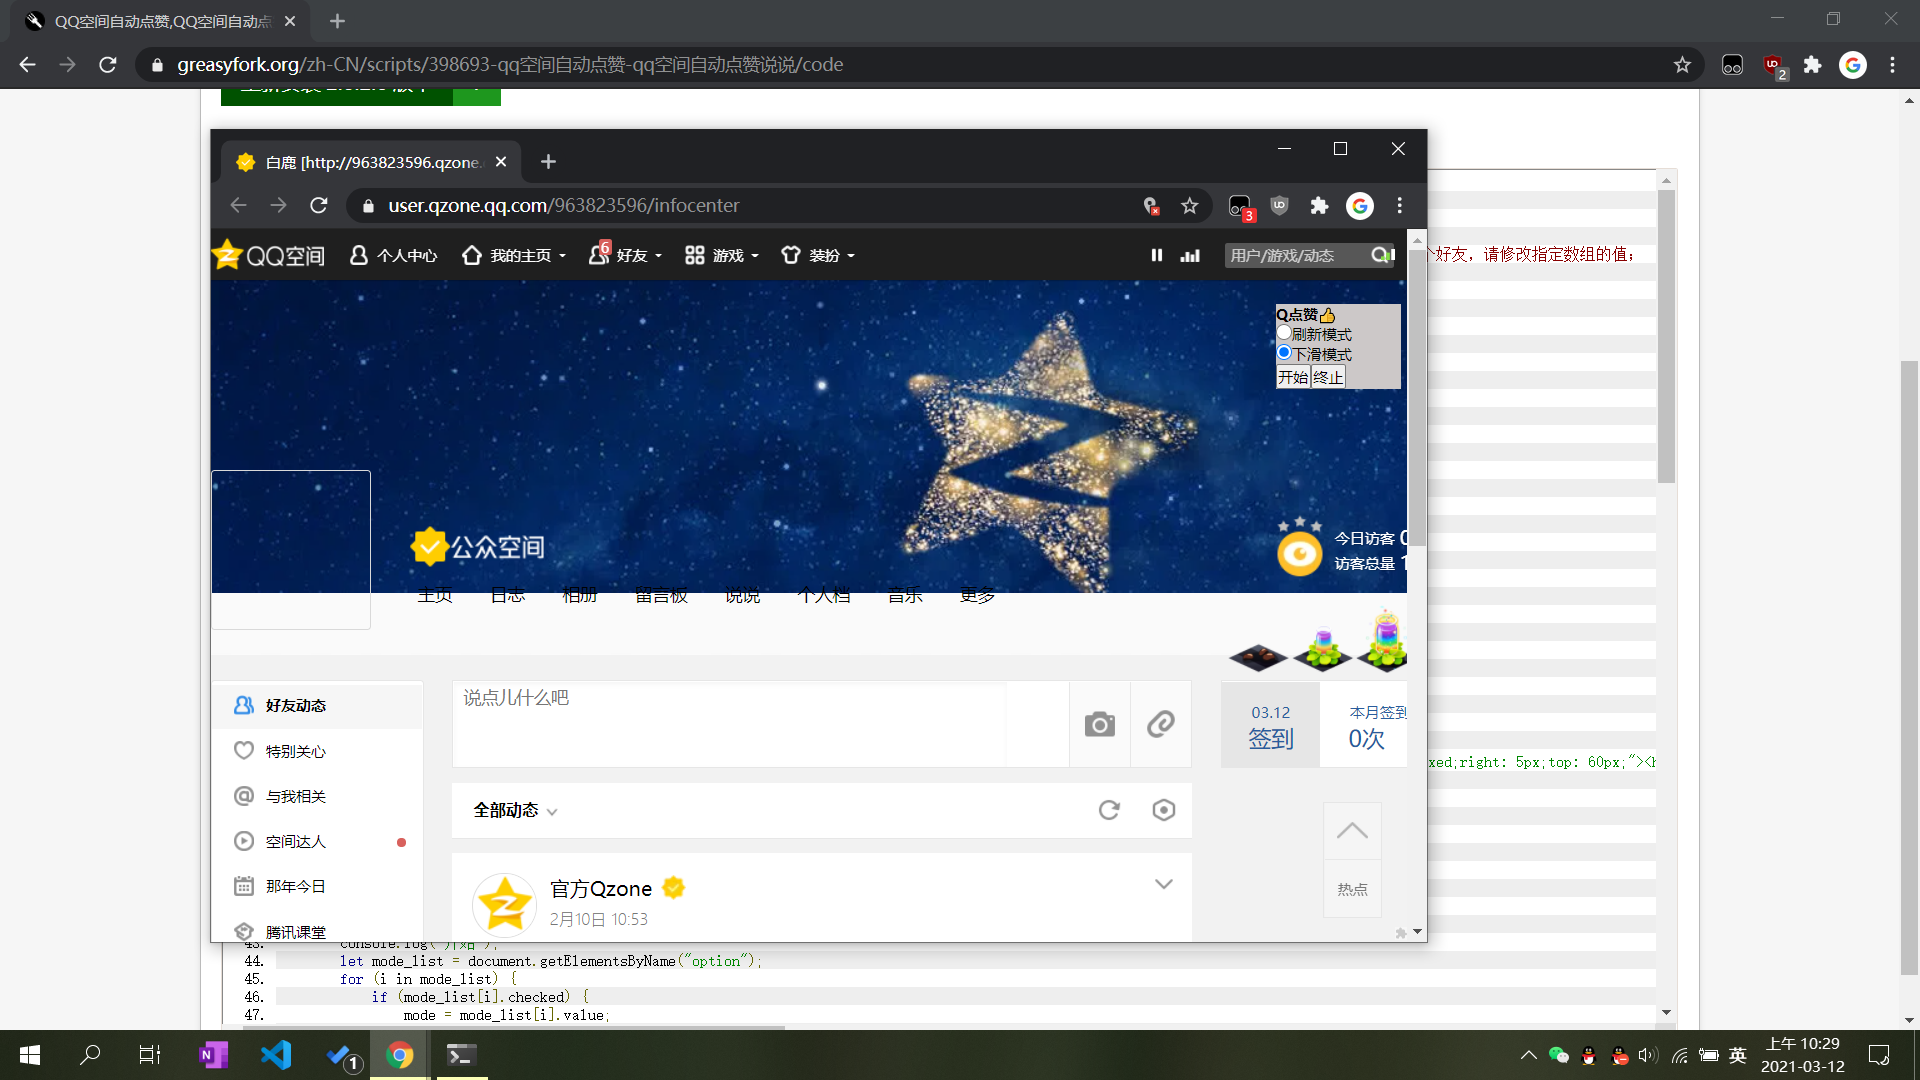 QQ空间自动点赞,QQ空间自动点
greasyfork.org/zh-CN/scripts/398693-qq空间自动点赞-qq空间自动点赞说说/code
2
白鹿 [http://963823596.qzone.
user.qzone.qq.com/963823596/infocenter
3
QQ空间
个人中心
我的主页
6
好友
游戏
装扮
用户/游戏/动态
个好友，请修改指定数组的值;
Q点赞👍
刷新模式
下滑模式
开始 终止
公众空间
今日访客 0
访客总量 1
主页 日志 相册 留言板 说说 个人档 音乐 更多
好友动态
特别关心
与我相关
空间达人
那年今日
腾讯课堂
说点儿什么吧
03.12
签到
本月签到
0次
xed;right: 5px;top: 60px;"><h
全部动态
热点
官方Qzone
2月10日 10:53
44. let mode_list = document.getElementsByName("option");
45. for (i in mode_list) {
46. if (mode_list[i].checked) {
47. mode = mode_list[i].value;
1
英
上午 10:29
2021-03-12